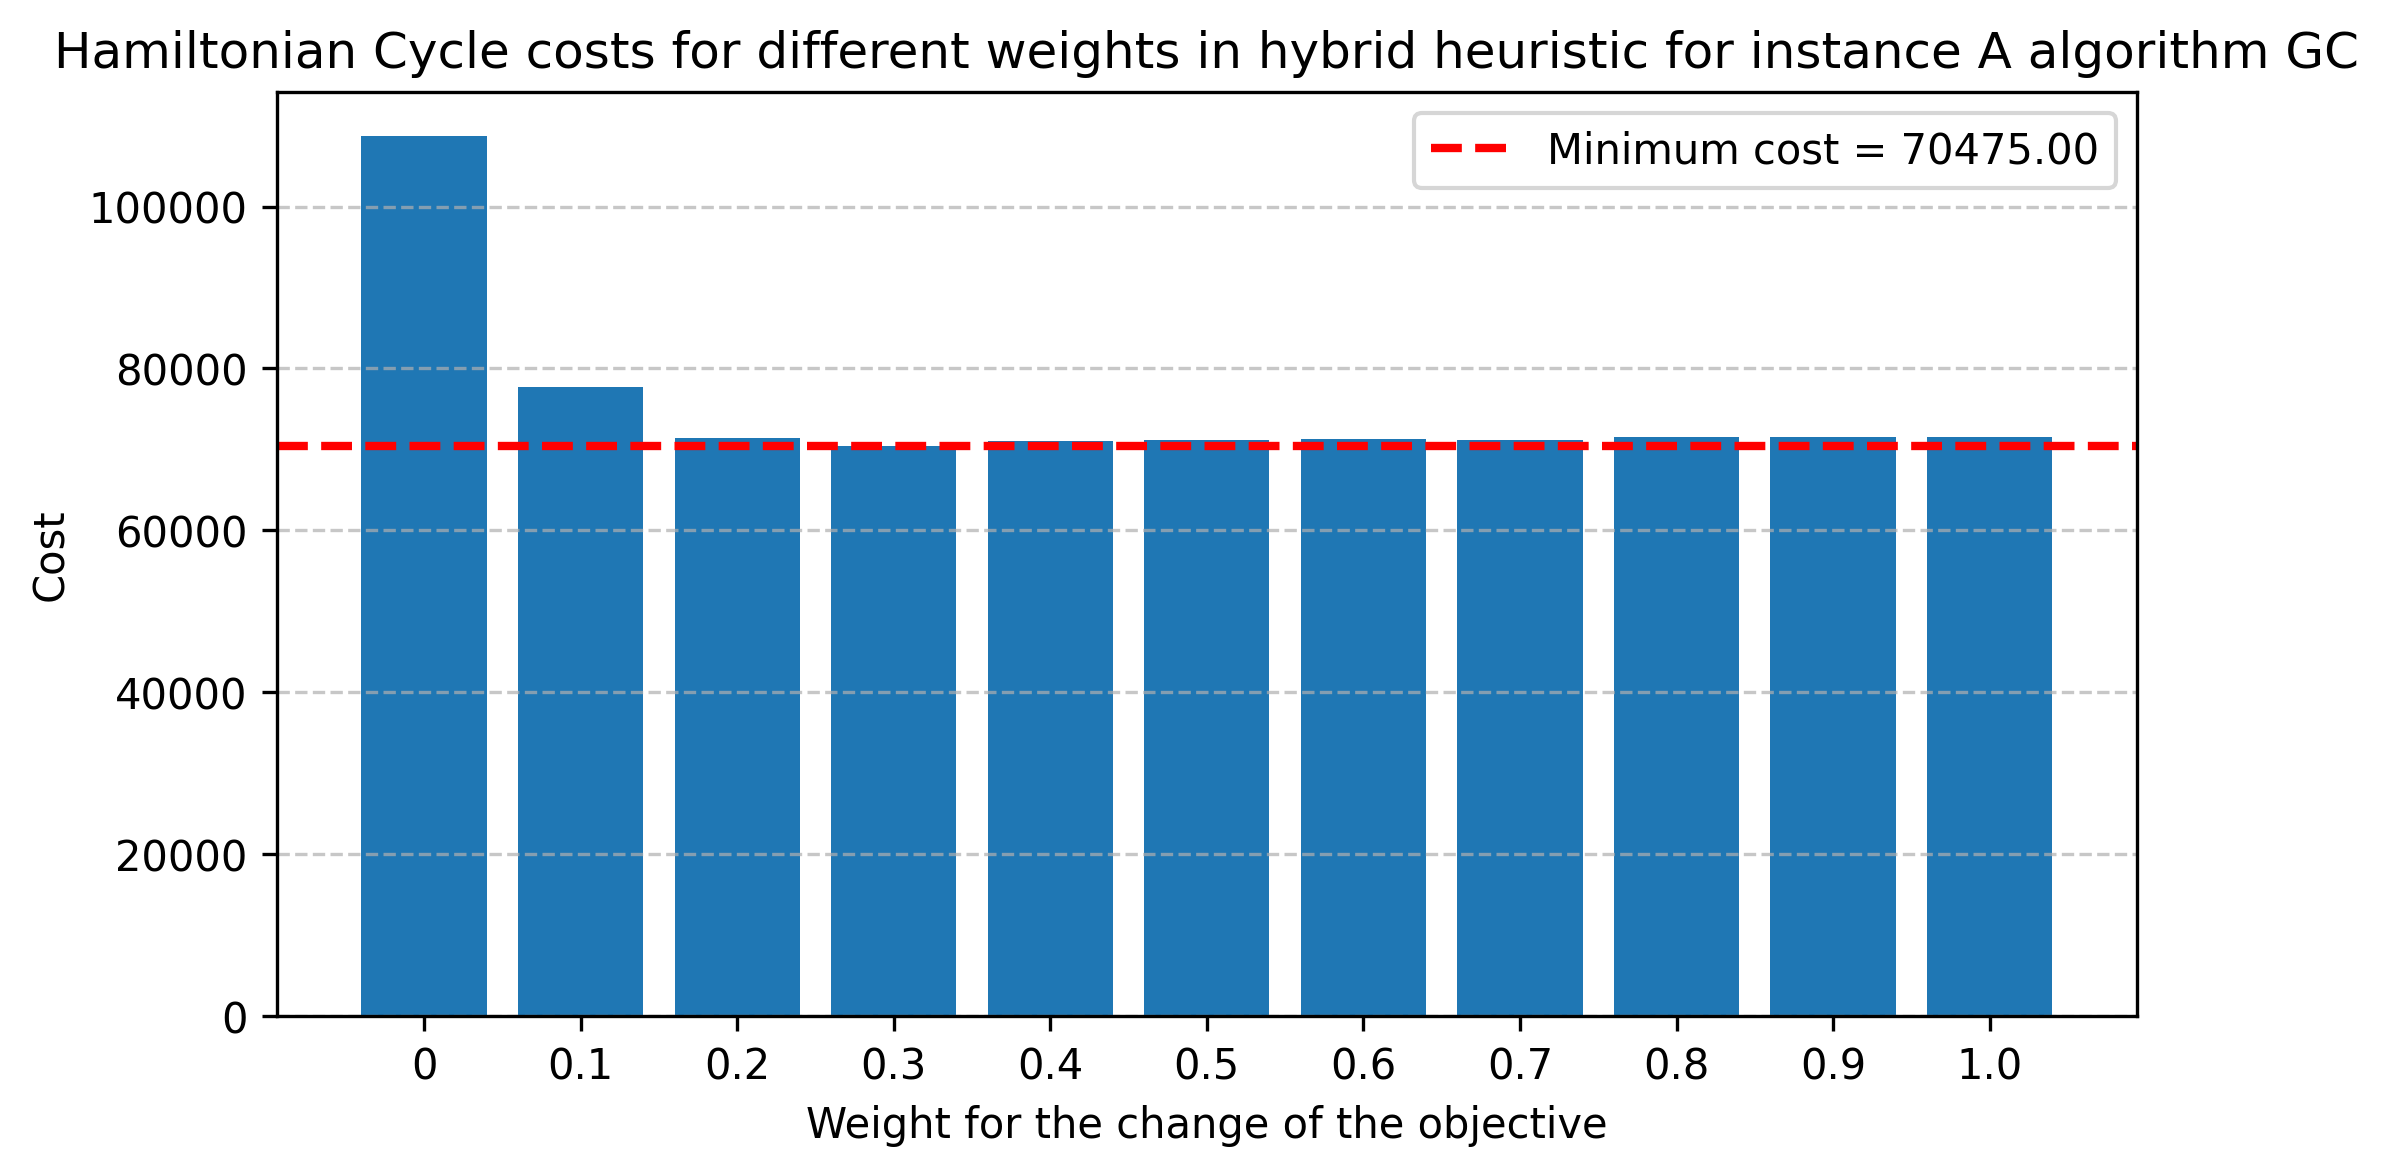 Hamiltonian Cycle costs for different weights in hybrid heuristic for instance A algorithm GC
Minimum cost = 70475.00
100000
80000
60000
40000
20000
0
Cost
0 0.1 0.2 0.3 0.4 0.5 0.6 0.7 0.8 0.9 1.0
Weight for the change of the objective